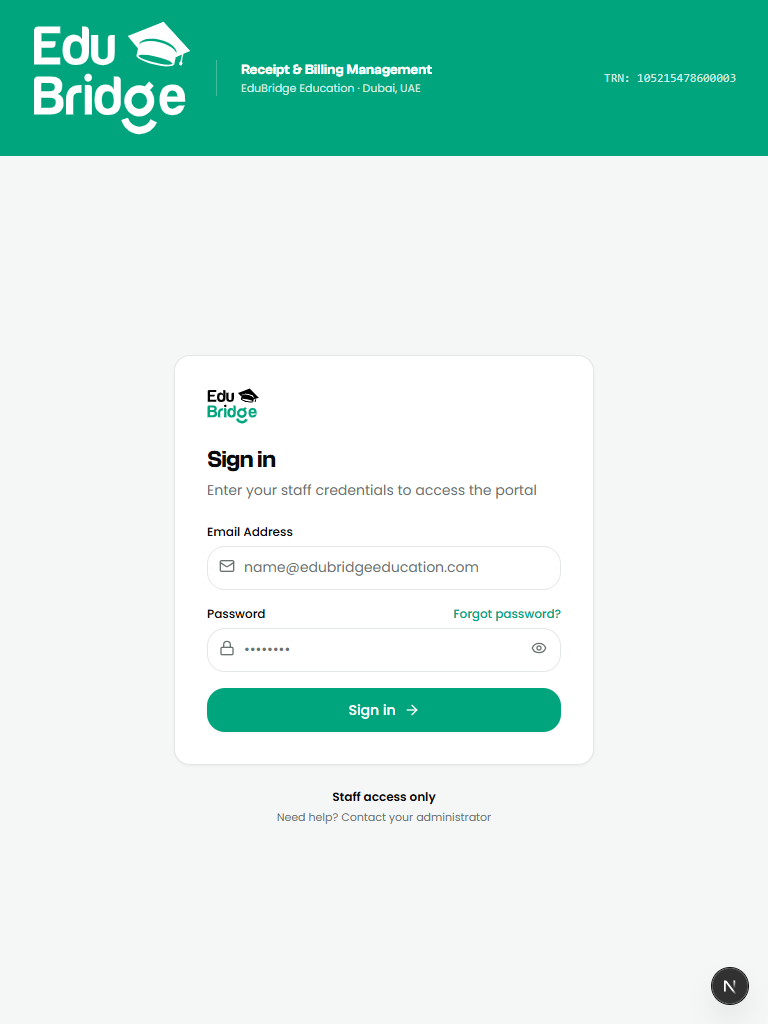 Edu
Bridge
Receipt & Billing Management
EduBridge Education · Dubai, UAE
TRN: 105215478600003
Edu
Bridge
Sign in
Enter your staff credentials to access the portal
Email Address
name@edubridgeeducation.com
Password
Forgot password?
••••••••
Sign in →
Staff access only
Need help? Contact your administrator
N